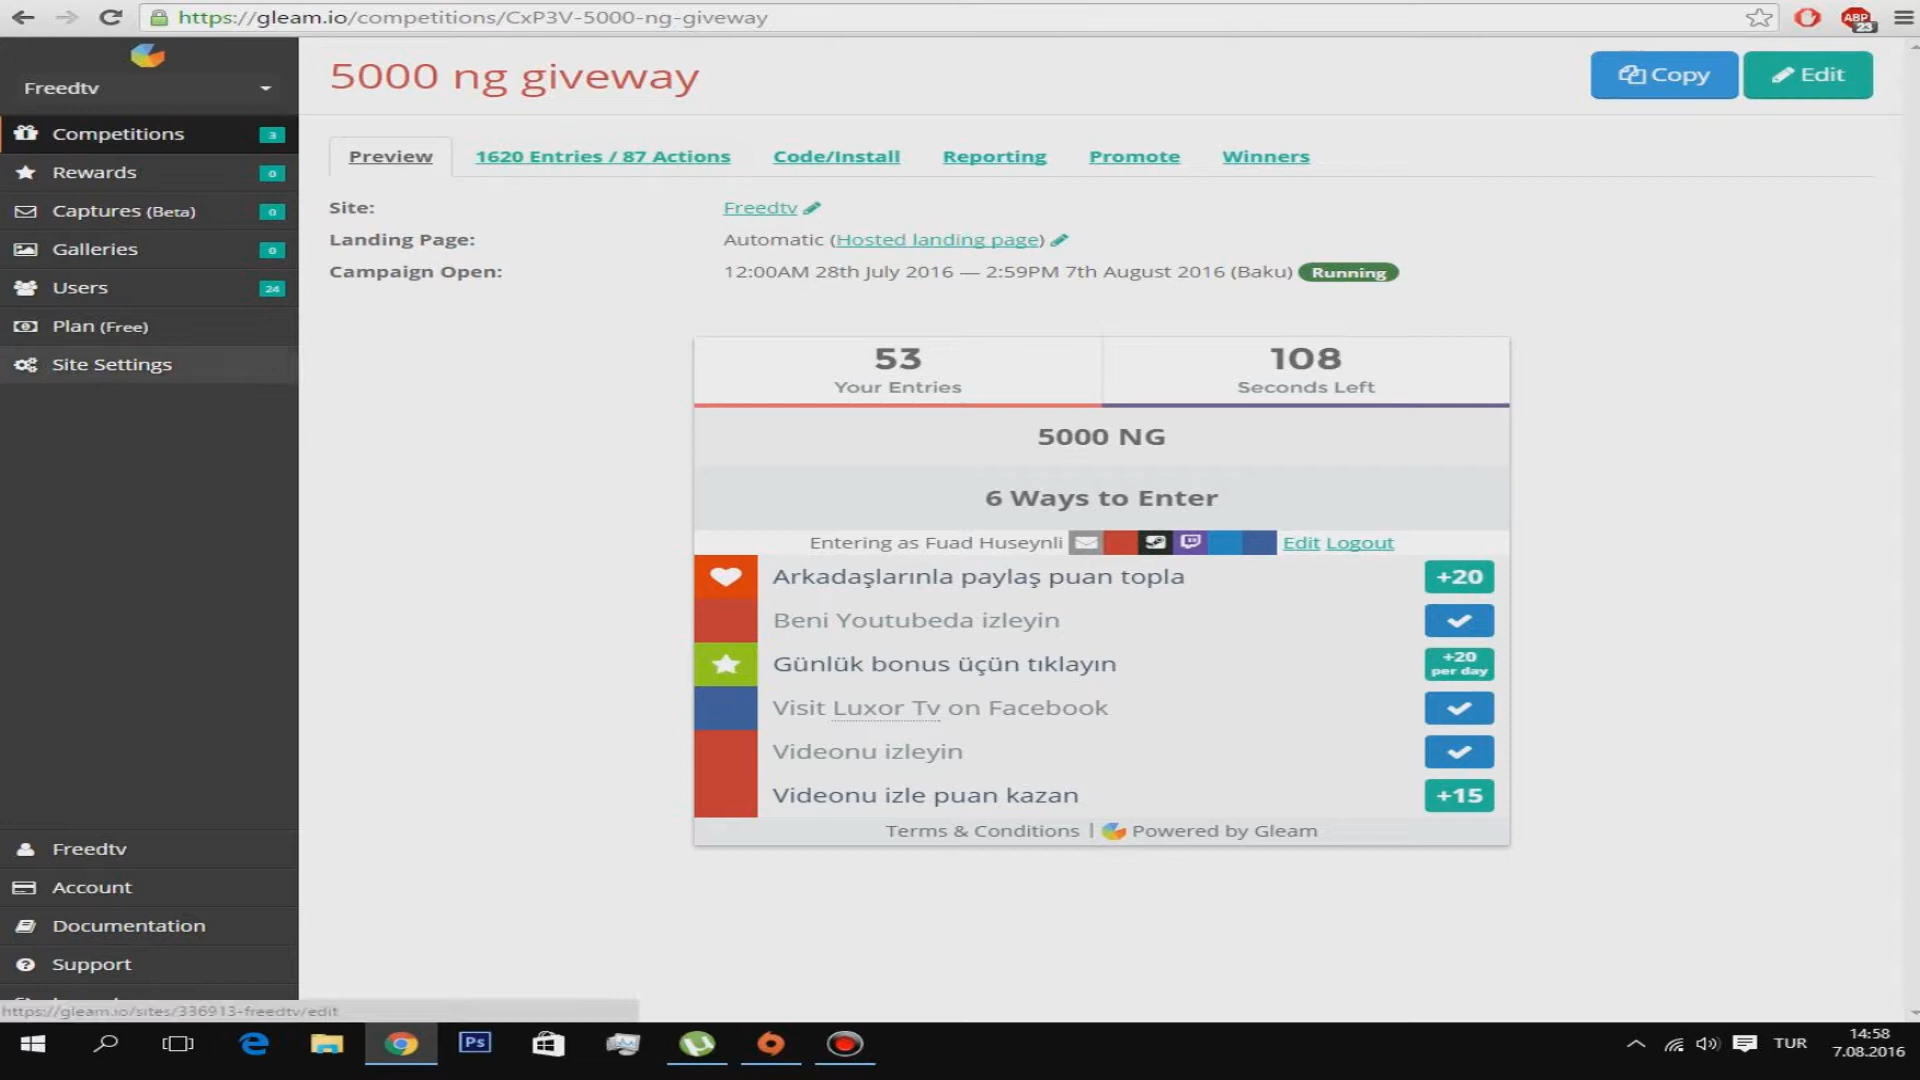 https://gleam.io/competitions/CxP3V-5000-ng-giveway
ABP
23
Freedtv
Competitions 3
Rewards 0
Captures (Beta) 0
Galleries 0
Users 24
Plan (Free)
Site Settings
Freedtv
Account
Documentation
Support
https://gleam.io/sites/336913-freedtv/edit
5000 ng giveway
Copy
Edit
Preview 1620 Entries / 87 Actions Code/Install Reporting Promote Winners
Site: Freedtv
Landing Page: Automatic (Hosted landing page)
Campaign Open: 12:00AM 28th July 2016 — 2:59PM 7th August 2016 (Baku) Running
53
Your Entries
108
Seconds Left
5000 NG
6 Ways to Enter
Entering as Fuad Huseynli Edit Logout
Arkadaşlarınla paylaş puan topla +20
Beni Youtubeda izleyin
Günlük bonus üçün tıklayın +20 per day
Visit Luxor Tv on Facebook
Videonu izleyin
Videonu izle puan kazan +15
Terms & Conditions | Powered by Gleam
Ps
TUR
14:58
7.08.2016